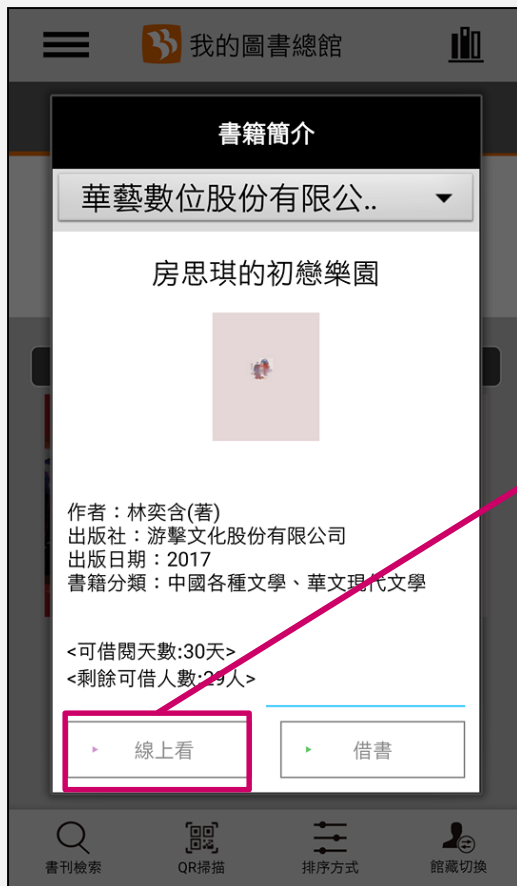 我的圖書總館
書籍簡介
華藝數位股份有限公..
房思琪的初戀樂園
作者：林奕含(著)
出版社：游擊文化股份有限公司
出版日期：2017
書籍分類：中國各種文學、華文現代文學
<可借閱天數:30天>
<剩餘可借人數:29人>
線上看
借書
書刊檢索
QR掃描
排序方式
館藏切換